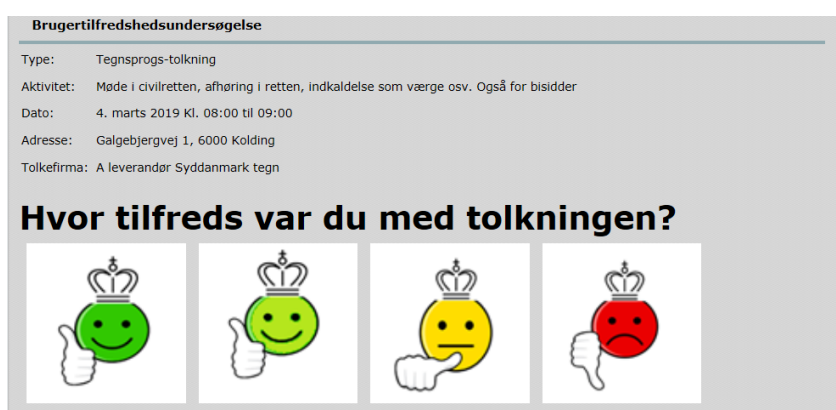 Brugertilfredshedsundersøgelse
Type: Tegnsprogs-tolkning
Aktivitet: Møde i civilretten, afhøring i retten, indkaldelse som værge osv. Også for bisidder
Dato: 4. marts 2019 Kl. 08:00 til 09:00
Adresse: Galgebjergvej 1, 6000 Kolding
Tolkefirma: A leverandør Syddanmark tegn
Hvor tilfreds var du med tolkningen?